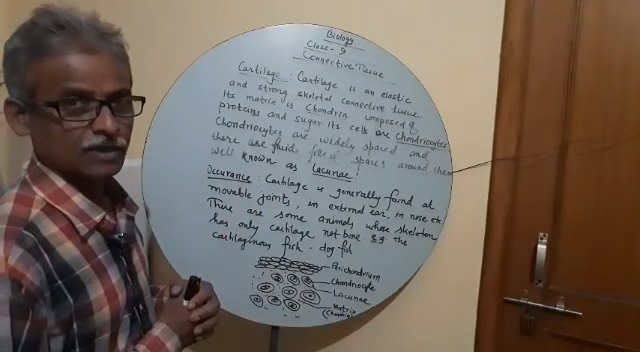 Biology
Class - 9
Connective Tissue
Cartilage : Cartilage is an elastic
and strong skeletal connective tissue
Its matrix is Chondrin composed of
proteins and sugar its cells are Chondriocytes
Chondriocytes are widely spaced and
there are fluids filled spaces around them
well known as Lacunae!
Occurance : Cartilage is generally found at
movable joints, in external ear, in nose etc.
There are some animals whose skeleton
has only cartilage not bone e.g. the
cartilaginous fish - dog-fish
Perichondrium
Chondriocyte
Lacunae
Matrix
(Chondrin)